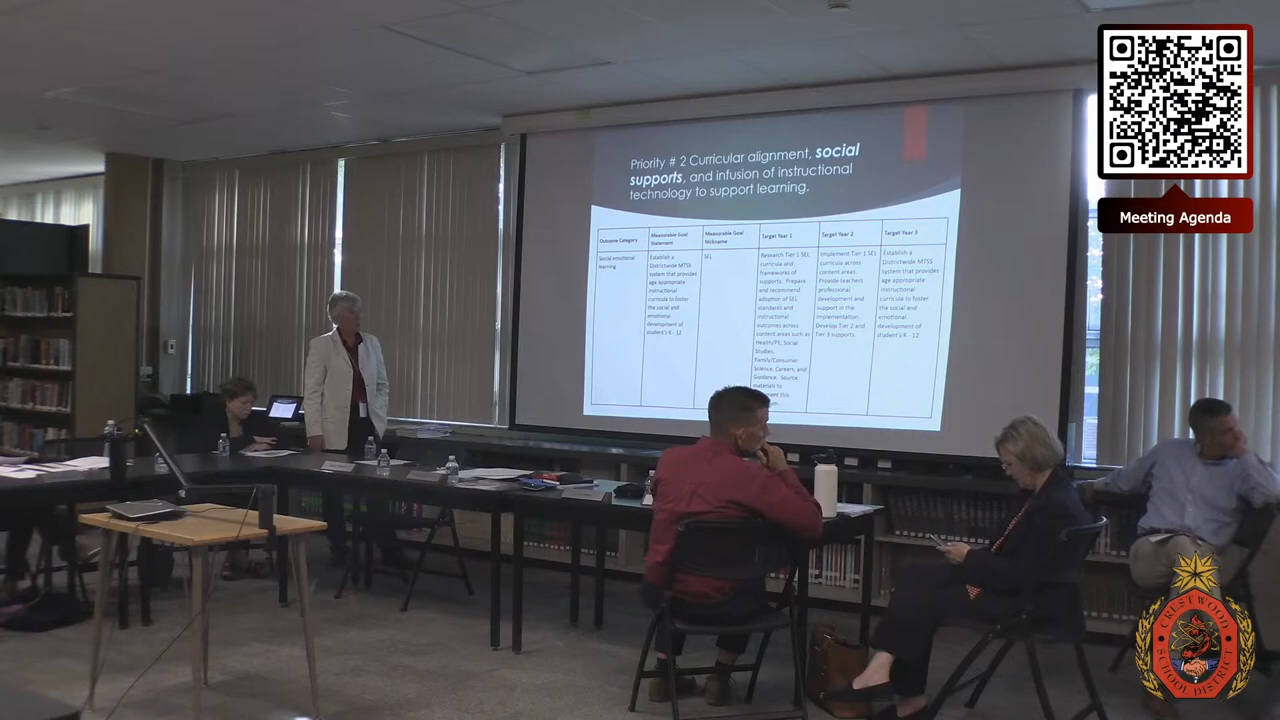 Priority # 2 Curricular alignment, social
supports, and infusion of instructional
technology to support learning.
Outcome Category
Measurable Goal
Statement
Measurable Goal
Nickname
Target Year 1
Target Year 2
Target Year 3
Social emotional
learning
Establish a
Districtwide MTSS
system that provides
age appropriate
instructional
curricula to foster
the social and
emotional
development of
student's K - 12
SEL
Research Tier 1 SEL
curricula and
frameworks of
supports. Prepare
and recommend
adoption of SEL
standards and
instructional
outcomes across
content areas such as
Health/PE, Social
Studies,
Family/Consumer
Science, Careers, and
Guidance. Source
materials to
this
Implement Tier 1 SEL
curricula across
content areas.
Provide teachers
professional
development and
support in the
implementation.
Develop Tier 2 and
Tier 3 supports.
Establish a
Districtwide MTSS
system that provides
age appropriate
instructional
curricula to foster
the social and
emotional
development of
student's K - 12
Meeting Agenda
CRESTWOOD
SCHOOL DISTRICT